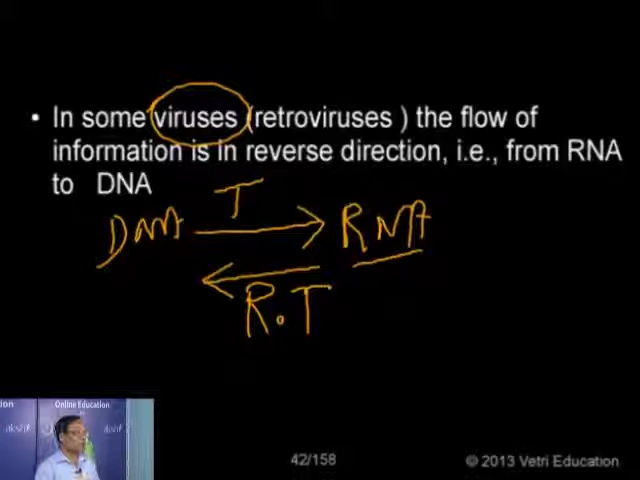 • In some viruses (retroviruses ) the flow of
information is in reverse direction, i.e., from RNA
to DNA
T
DNA → RNA
←
R.T
Online Education
42/158
© 2013 Vetri Education